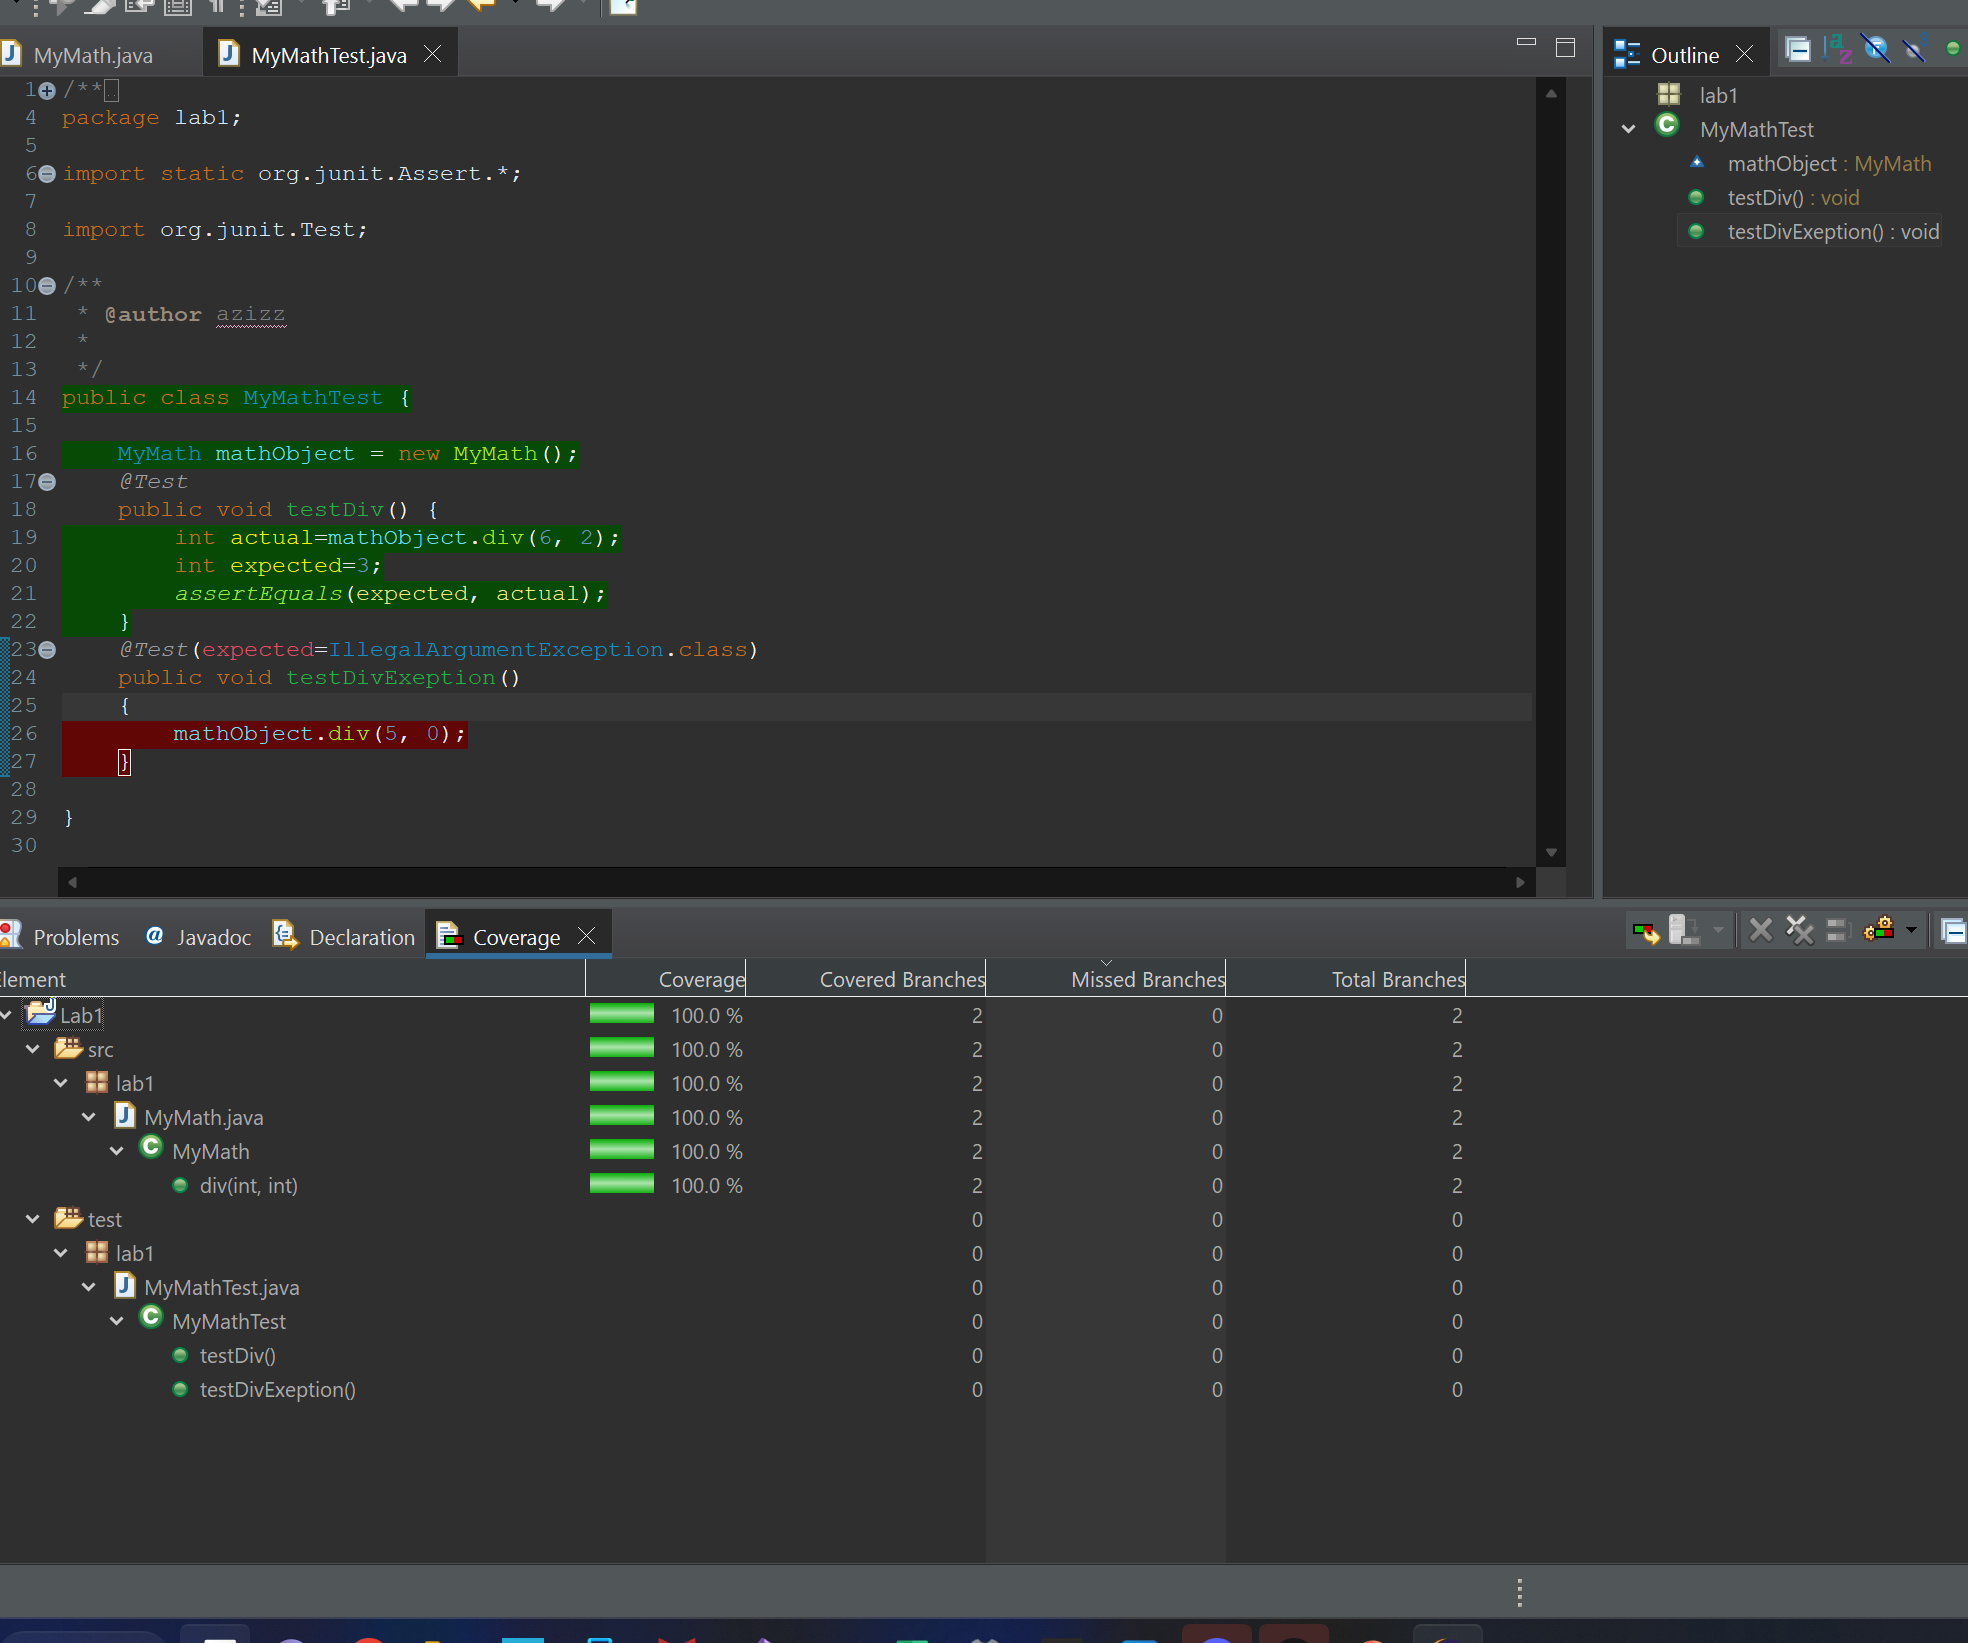 MyMath.java
MyMathTest.java
1 /**
4 package lab1;
5
6 import static org.junit.Assert.*;
7
8 import org.junit.Test;
9
10 /**
11 * @author azizz
12 *
13 */
14 public class MyMathTest {
15
16 MyMath mathObject = new MyMath();
17 @Test
18 public void testDiv() {
19 int actual=mathObject.div(6, 2);
20 int expected=3;
21 assertEquals(expected, actual);
22 }
23 @Test(expected=IllegalArgumentException.class)
24 public void testDivExeption()
25 {
26 mathObject.div(5, 0);
27 }
28
29 }
30
Outline
lab1
MyMathTest
mathObject : MyMath
testDiv() : void
testDivExeption() : void
Problems @ Javadoc Declaration Coverage
lement Coverage Covered Branches Missed Branches Total Branches
Lab1 100.0 % 2 0 2
src 100.0 % 2 0 2
lab1 100.0 % 2 0 2
MyMath.java 100.0 % 2 0 2
MyMath 100.0 % 2 0 2
div(int, int) 100.0 % 2 0 2
test 0 0 0
lab1 0 0 0
MyMathTest.java 0 0 0
MyMathTest 0 0 0
testDiv() 0 0 0
testDivExeption() 0 0 0